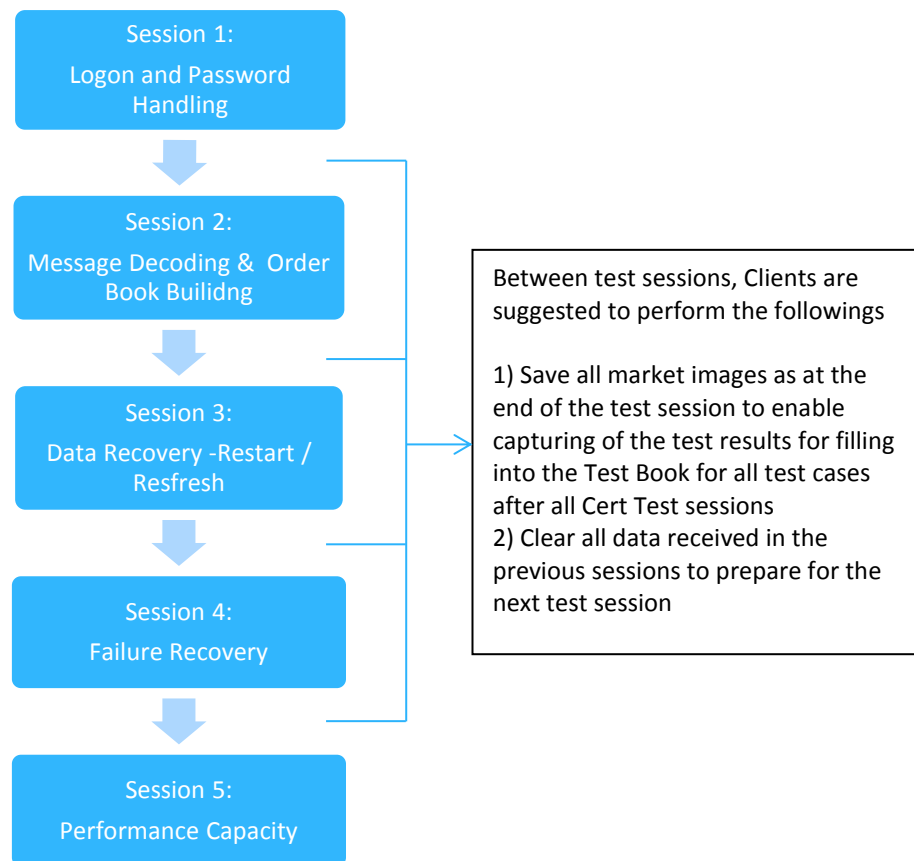 Session 1:
Logon and Password
Handling
Session 2:
Message Decoding & Order
Book Builidng
Session 3:
Data Recovery -Restart /
Resfresh
Session 4:
Failure Recovery
Session 5:
Performance Capacity
Between test sessions, Clients are
suggested to perform the followings
1) Save all market images as at the
end of the test session to enable
capturing of the test results for filling
into the Test Book for all test cases
after all Cert Test sessions
2) Clear all data received in the
previous sessions to prepare for the
next test session